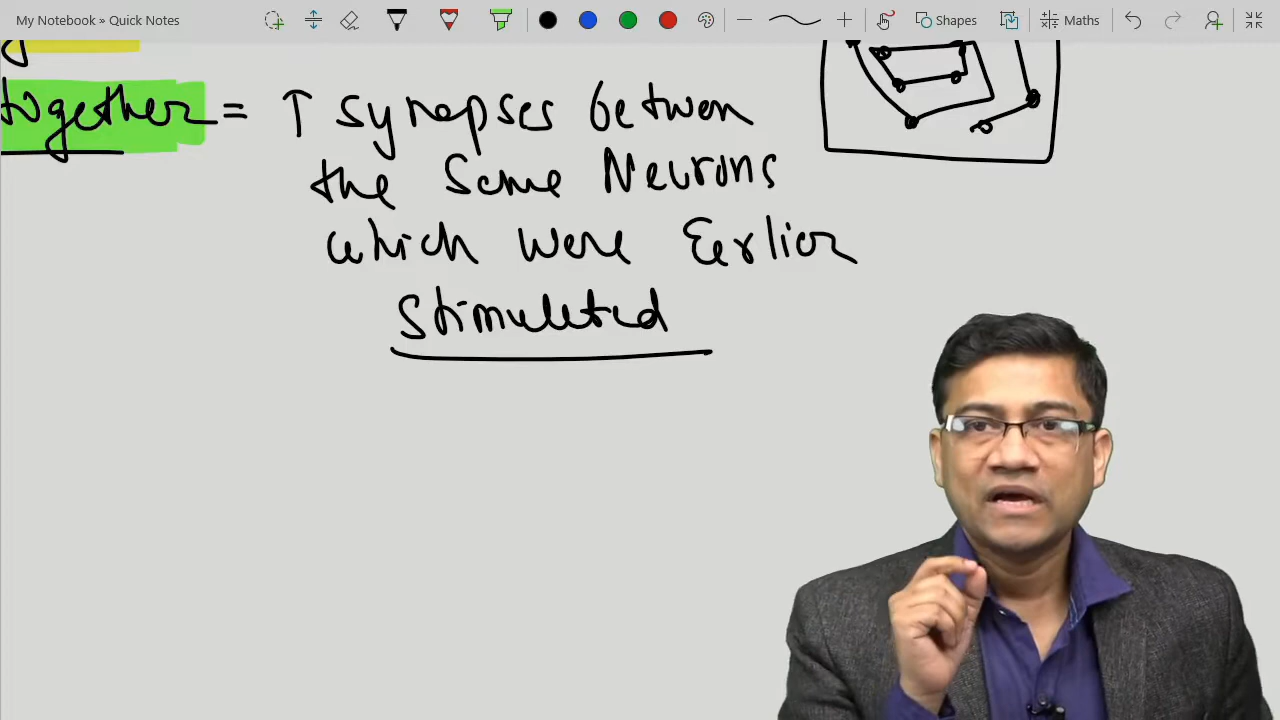 My Notebook » Quick Notes
Shapes
Maths
together = ↑ synapses between
the Same Neurons
which were Earlier
Stimulated